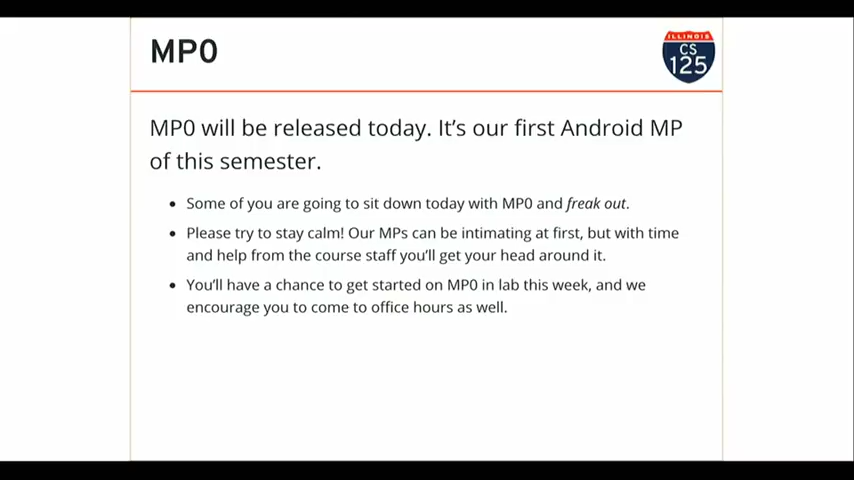 MP0
ILLINOIS
CS
125
MP0 will be released today. It's our first Android MP
of this semester.
• Some of you are going to sit down today with MP0 and freak out.
• Please try to stay calm! Our MPs can be intimating at first, but with time
and help from the course staff you'll get your head around it.
• You'll have a chance to get started on MP0 in lab this week, and we
encourage you to come to office hours as well.